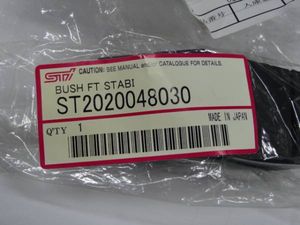 STI
CAUTION: SEE MANUAL and/or CATALOGUE FOR DETAILS.
BUSH FT STABI
ST2020048030
QTY 1
MADE IN JAPAN